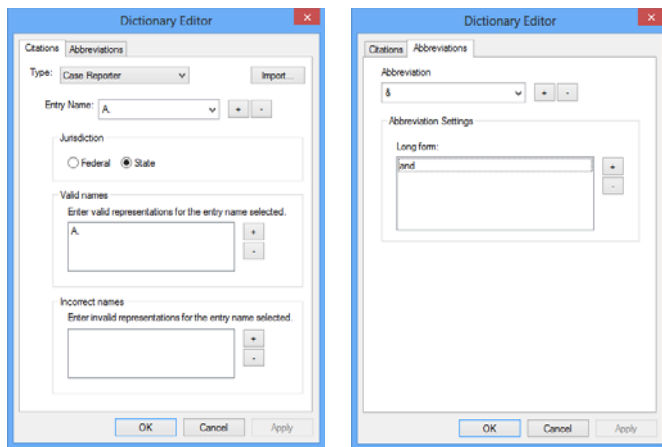 Dictionary Editor
x
Citations Abbreviations
Type: Case Reporter Import...
Entry Name: A. + -
Jurisdiction
Federal State
Valid names
Enter valid representations for the entry name selected.
A. +
-
Incorrect names
Enter invalid representations for the entry name selected.
+
-
OK Cancel Apply
Dictionary Editor
x
Citations Abbreviations
Abbreviation
& + -
Abbreviation Settings
Long form:
and +
-
OK Cancel Apply